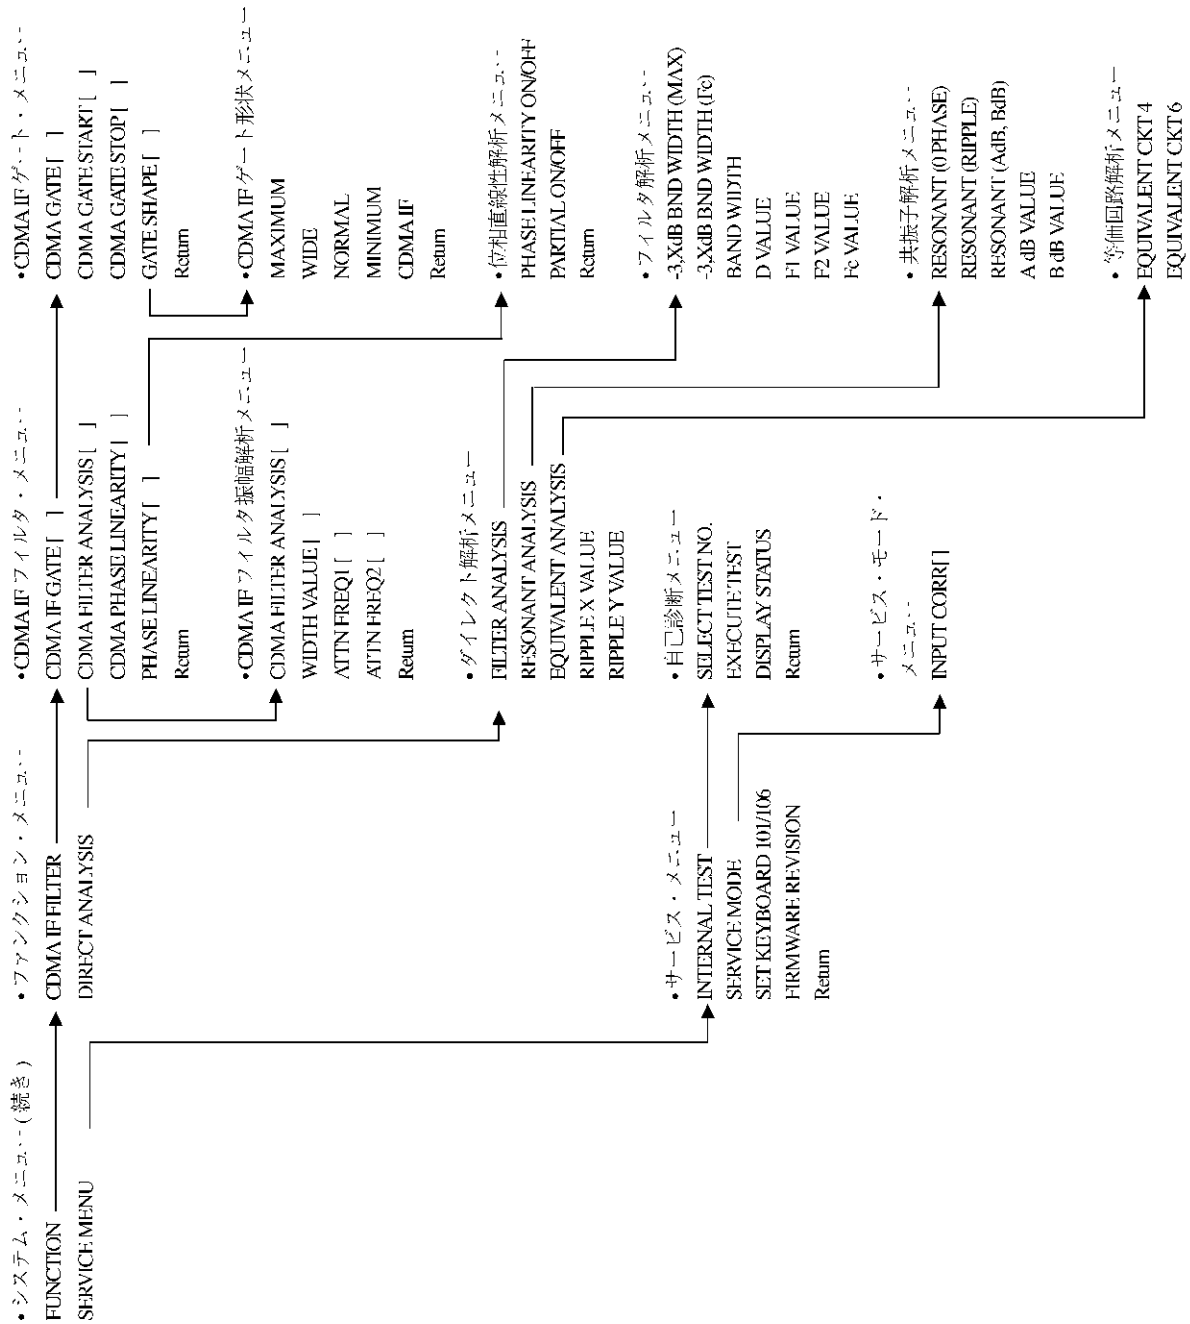 •システム・メニュー(続き)
FUNCTION
SERVICE MENU
•ファンクション・メニュー
CDMA IF FILTER
DIRECT ANALYSIS
•サービス・メニュー
INTERNAL TEST
SERVICE MODE
SET KEYBOARD 101/106
FIRMWARE REVISION
Return
•CDMA IF フィルタ・メニュー
CDMA IF GATE [ ]
CDMA FILTER ANALYSIS [ ]
CDMA PHASE LINEARITY [ ]
PHASE LINEARITY [ ]
Return
•CDMA IF フィルタ振幅解析メニュー
CDMA FILTER ANALYSIS [ ]
WIDTH VALUE [ ]
ATTN FREQ1 [ ]
ATTN FREQ2 [ ]
Return
•ダイレクト解析メニュー
FILTER ANALYSIS
RESONANT ANALYSIS
EQUIVALENT ANALYSIS
RIPPLE X VALUE
RIPPLE Y VALUE
•自己診断メニュー
SELECT TEST NO.
EXECUTE TEST
DISPLAY STATUS
Return
•サービス・モード・
メニュー
INPUT CORR[ ]
•CDMA IF ゲート・メニュー
CDMA GATE [ ]
CDMA GATE START [ ]
CDMA GATE STOP [ ]
GATE SHAPE [ ]
Return
•CDMA IF ゲート形状メニュー
MAXIMUM
WIDE
NORMAL
MINIMUM
CDMA IF
Return
•位相直線性解析メニュー
PHASE LINEARITY ON/OFF
PARTIAL ON/OFF
Return
•フィルタ解析メニュー
-3,XdB BND WIDTH (MAX)
-3,XdB BND WIDTH (Fc)
BAND WIDTH
D VALUE
F1 VALUE
F2 VALUE
Fc VALUE
•共振子解析メニュー
RESONANT (0 PHASE)
RESONANT (RIPPLE)
RESONANT (AdB, BdB)
A dB VALUE
B dB VALUE
•等価回路解析メニュー
EQUIVALENT CKT 4
EQUIVALENT CKT 6